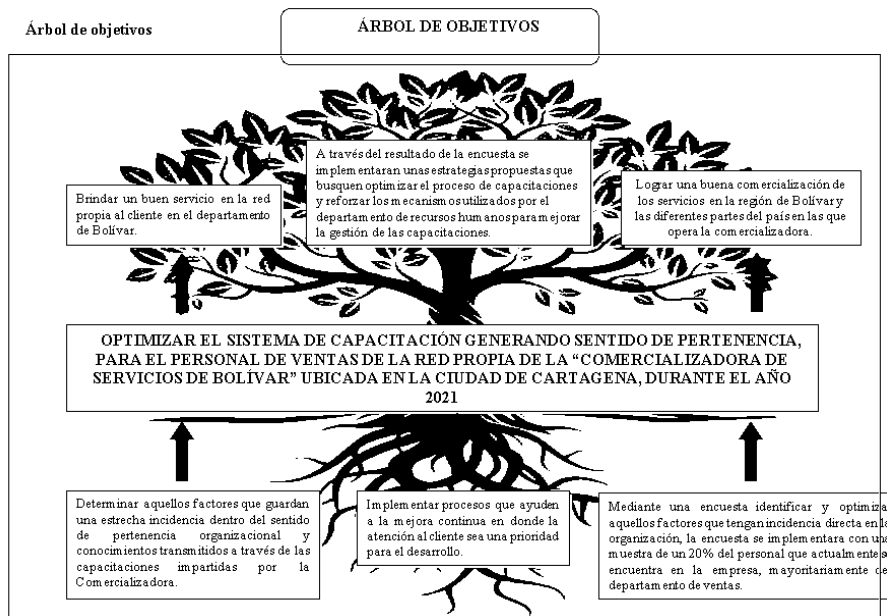 Árbol de objetivos
ÁRBOL DE OBJETIVOS
Brindar un buen servicio en la red
propia al cliente en el departamento
de Bolívar.
A través del resultado de la encuesta se
implementaran unas estrategias propuestas que
busquen optimizar el proceso de capacitaciones
y reforzar los mecanismos utilizados por el
departamento de recursos humanos para mejorar
la gestión de las capacitaciones.
Lograr una buena comercialización de
los servicios en la región de Bolívar y
las diferentes partes del país en las que
opera la comercializadora.
OPTIMIZAR EL SISTEMA DE CAPACITACIÓN GENERANDO SENTIDO DE PERTENENCIA,
PARA EL PERSONAL DE VENTAS DE LA RED PROPIA DE LA “COMERCIALIZADORA DE
SERVICIOS DE BOLÍVAR” UBICADA EN LA CIUDAD DE CARTAGENA, DURANTE EL AÑO
2021
Determinar aquellos factores que guardan
una estrecha incidencia dentro del sentido
de pertenencia organizacional y
conocimientos transmitidos a través de las
capacitaciones impartidas por la
Comercializadora.
Implementar procesos que ayuden
a la mejora continua en donde la
atención al cliente sea una prioridad
para el desarrollo.
Mediante una encuesta identificar y optimiza
aquellos factores que tengan incidencia directa en la
organización, la encuesta se implementara con una
muestra de un 20% del personal que actualmente se
encuentra en la empresa, mayoritariamente de
departamento de ventas.